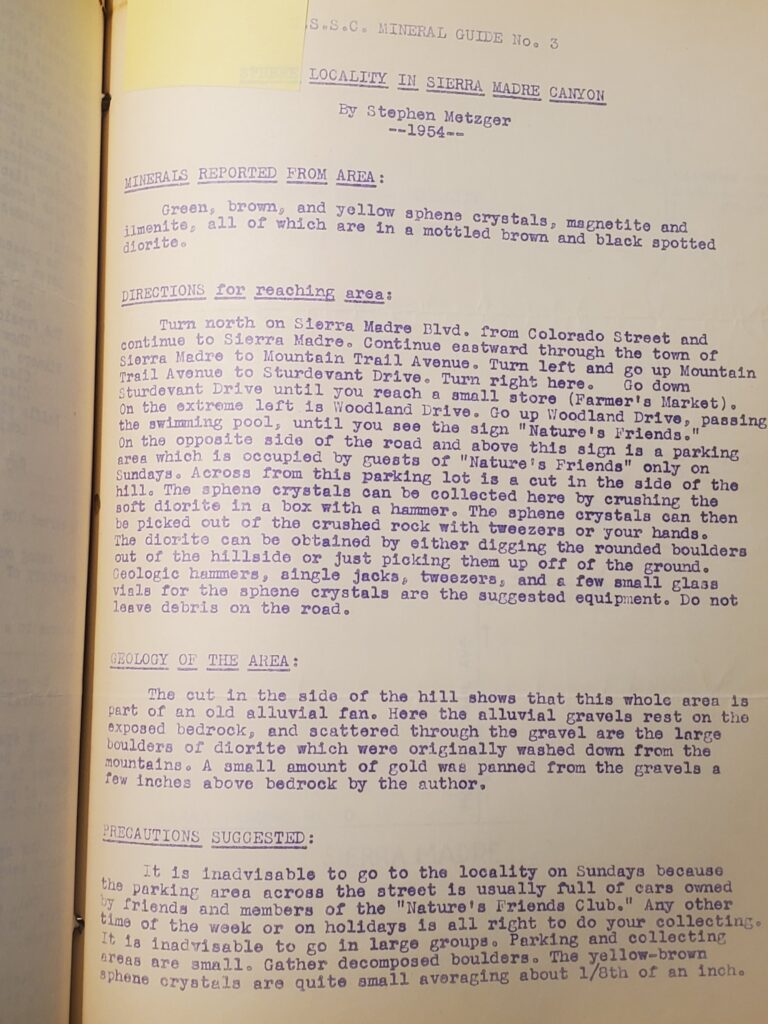 .S.S.C. MINERAL GUIDE No. 3
SPHENE LOCALITY IN SIERRA MADRE CANYON
By Stephen Metzger
--1954--
MINERALS REPORTED FROM AREA:
Green, brown, and yellow sphene crystals, magnetite and
ilmenite, all of which are in a mottled brown and black spotted
diorite.
DIRECTIONS for reaching area:
Turn north on Sierra Madre Blvd. from Colorado Street and
continue to Sierra Madre. Continue eastward through the town of
Sierra Madre to Mountain Trail Avenue. Turn left and go up Mountain
Trail Avenue to Sturdevant Drive. Turn right here. Go down
Sturdevant Drive until you reach a small store (Farmer's Market).
On the extreme left is Woodland Drive. Go up Woodland Drive, passing
the swimming pool, until you see the sign "Nature's Friends."
On the opposite side of the road and above this sign is a parking
area which is occupied by guests of "Nature's Friends" only on
Sundays. Across from this parking lot is a cut in the side of the
hill. The sphene crystals can be collected here by crushing the
soft diorite in a box with a hammer. The sphene crystals can then
be picked out of the crushed rock with tweezers or your hands.
The diorite can be obtained by either digging the rounded boulders
out of the hillside or just picking them up off of the ground.
Geologic hammers, single jacks, tweezers, and a few small glass
vials for the sphene crystals are the suggested equipment. Do not
leave debris on the road.
GEOLOGY OF THE AREA:
The cut in the side of the hill shows that this whole area is
part of an old alluvial fan. Here the alluvial gravels rest on the
exposed bedrock, and scattered through the gravel are the large
boulders of diorite which were originally washed down from the
mountains. A small amount of gold was panned from the gravels a
few inches above bedrock by the author.
PRECAUTIONS SUGGESTED:
It is inadvisable to go to the locality on Sundays because
the parking area across the street is usually full of cars owned
by friends and members of the "Nature's Friends Club." Any other
time of the week or on holidays is all right to do your collecting.
It is inadvisable to go in large groups. Parking and collecting
areas are small. Gather decomposed boulders. The yellow-brown
sphene crystals are quite small averaging about 1/8th of an inch.